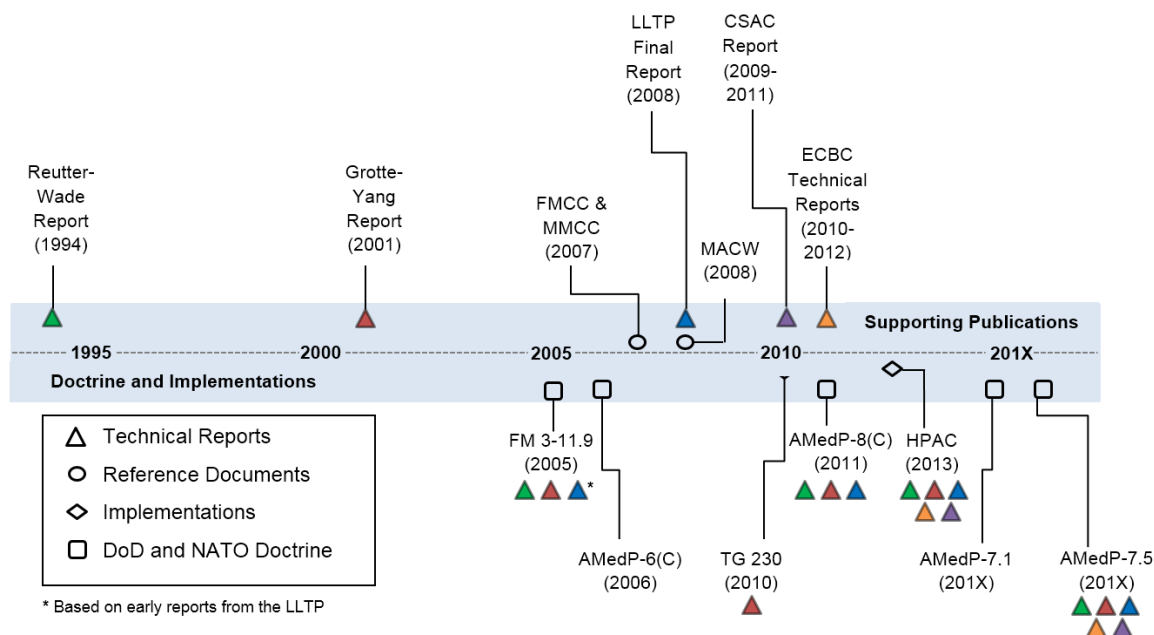 LLTP
Final
Report
(2008)
CSAC
Report
(2009-
2011)
Reutter-
Wade
Report
(1994)
Grotte-
Yang
Report
(2001)
FMCC &
MMCC
(2007)
MACW
(2008)
ECBC
Technical
Reports
(2010-
2012)
Supporting Publications
1995
2000
2005
2010
201X
Doctrine and Implementations
Technical Reports
Reference Documents
Implementations
DoD and NATO Doctrine
* Based on early reports from the LLTP
FM 3-11.9
(2005)
*
AMedP-6(C)
(2006)
TG 230
(2010)
AMedP-8(C)
(2011)
HPAC
(2013)
AMedP-7.1
(201X)
AMedP-7.5
(201X)